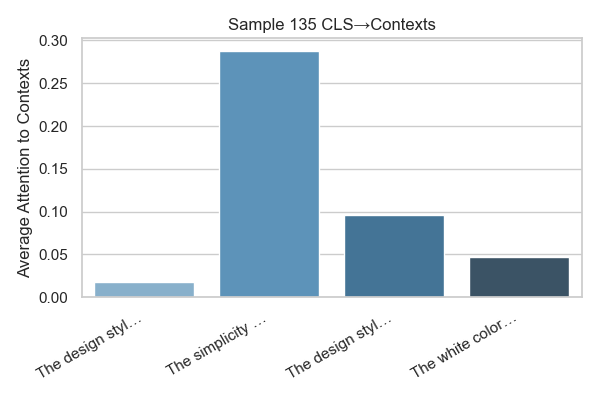 Sample 135 CLS→Contexts
Average Attention to Contexts
0.30
0.25
0.20
0.15
0.10
0.05
0.00
The design styl…
The simplicity …
The design styl…
The white color…